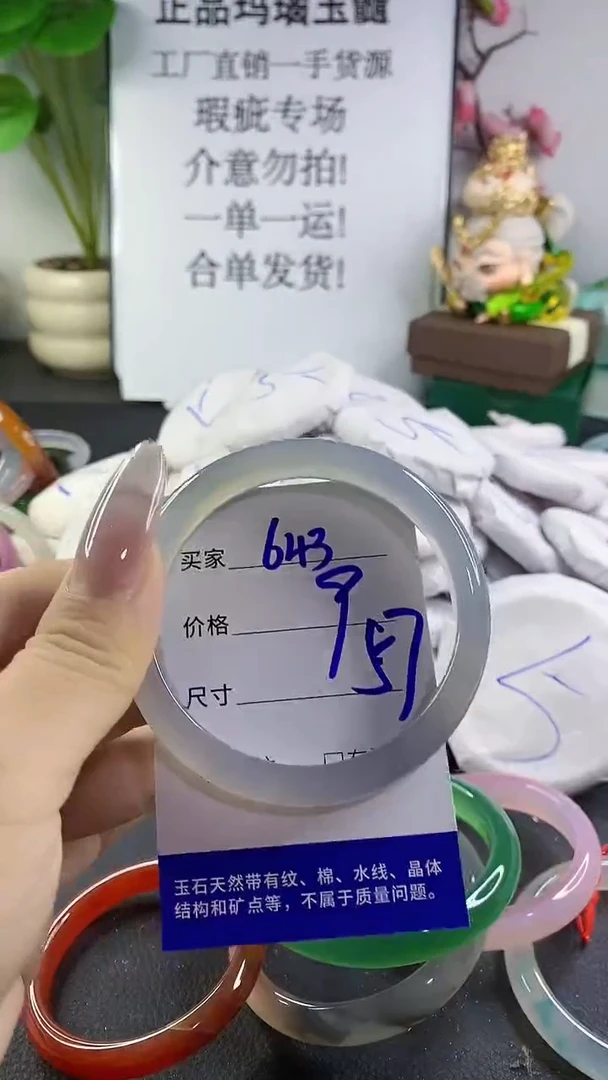 正品玛瑙玉髓
工厂直销一手货源
瑕疵专场
介意勿拍!
一单一运!
合单发货!
买家 643
价格 9
尺寸 57
玉石天然带有纹、棉、水线、晶体
结构和矿点等，不属于质量问题。